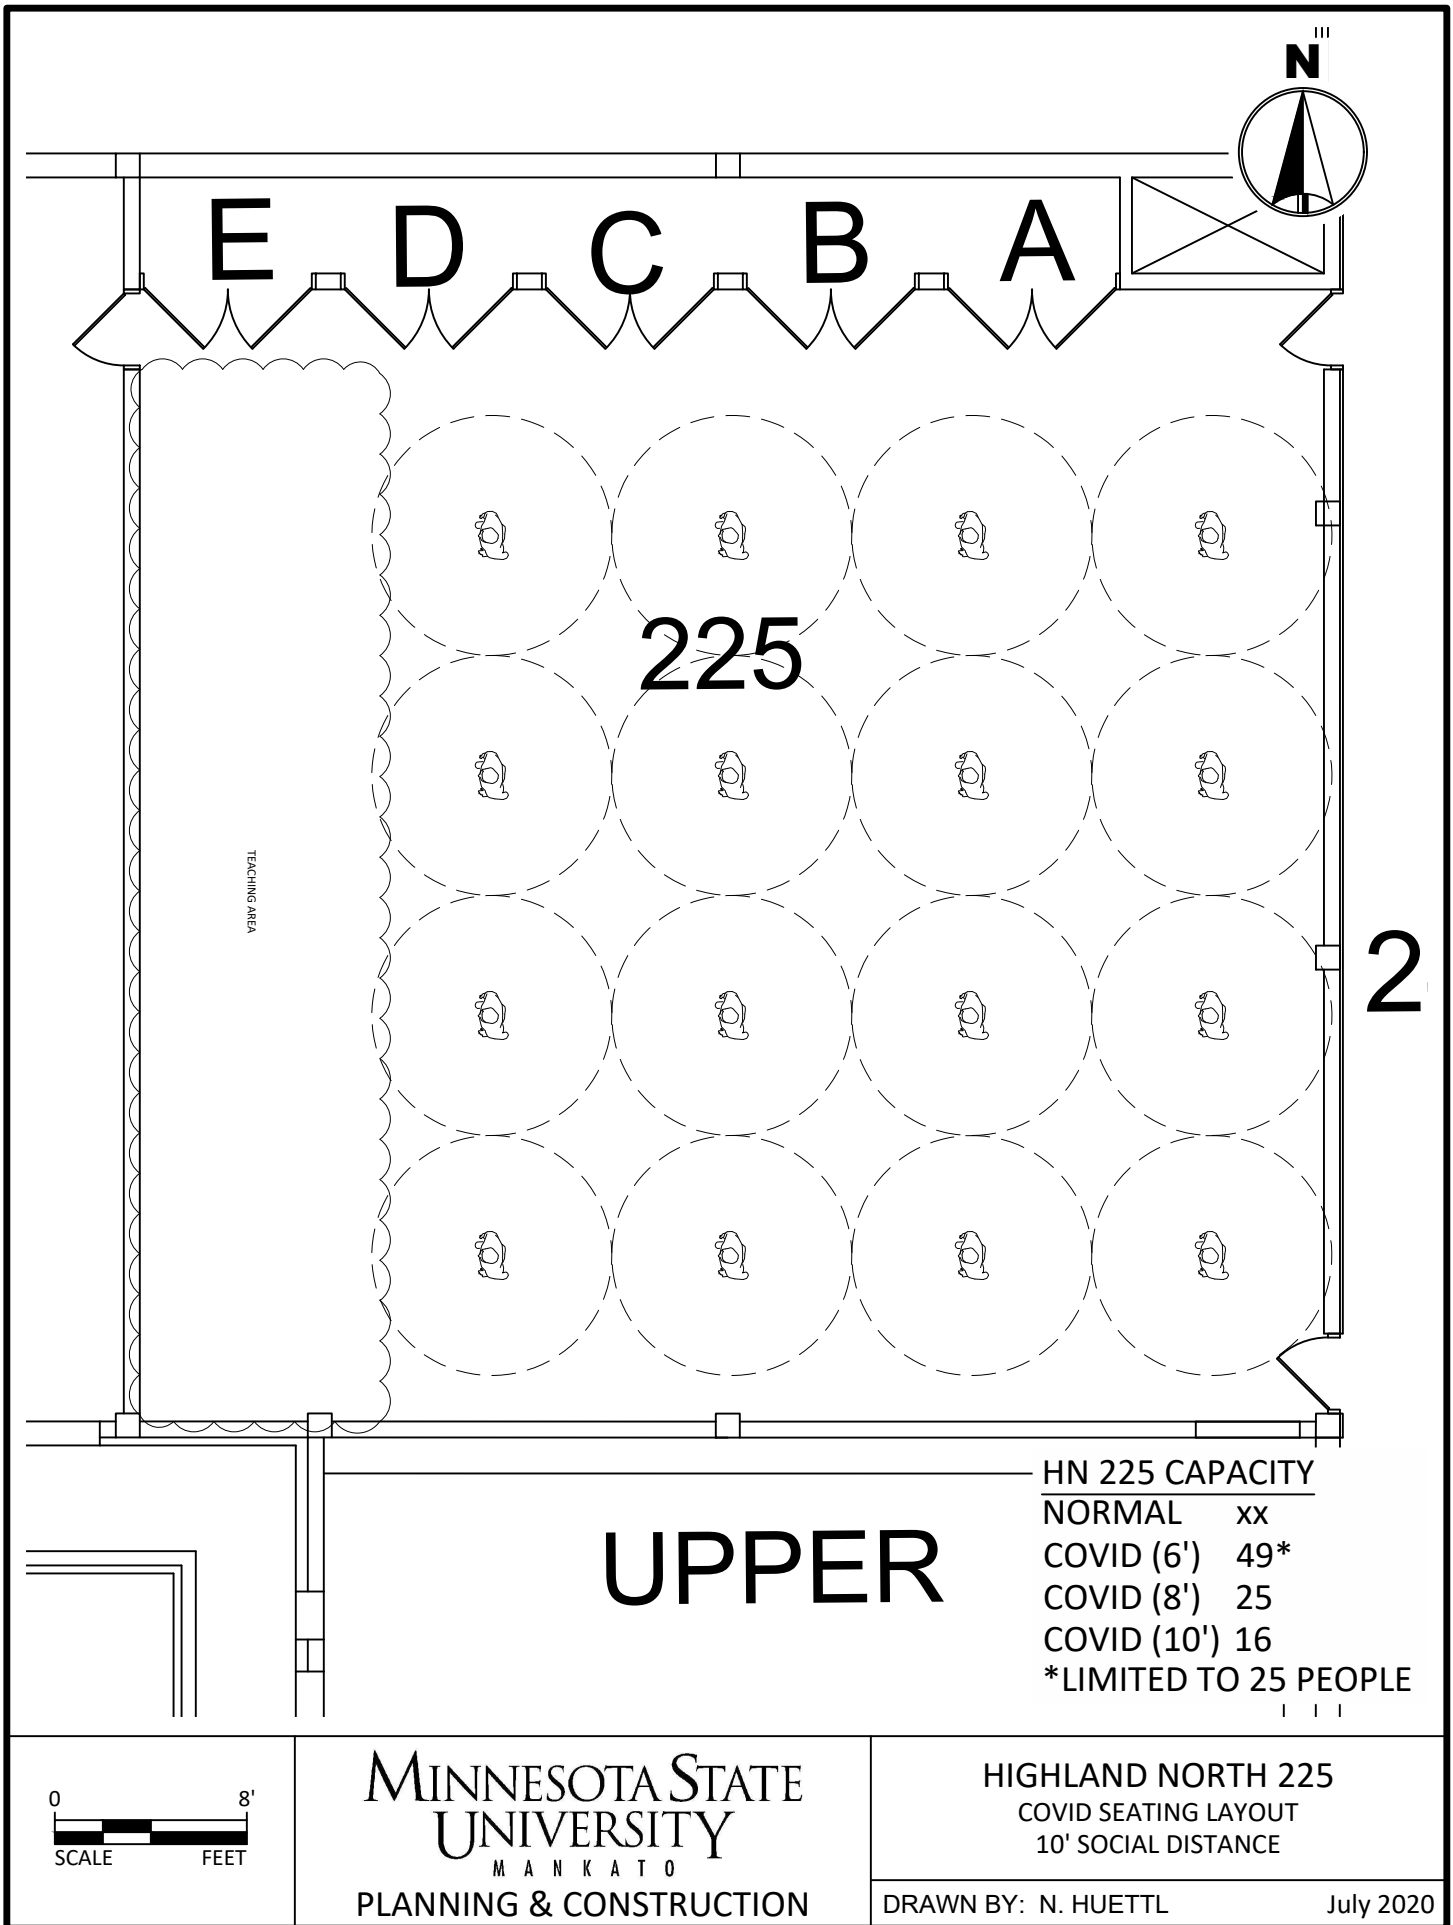 N
E D C B A
225
TEACHING AREA
2
UPPER
HN 225 CAPACITY
NORMAL xx
COVID (6') 49*
COVID (8') 25
COVID (10') 16
*LIMITED TO 25 PEOPLE
0 8'
SCALE FEET
MINNESOTA STATE
UNIVERSITY
MANKATO
PLANNING & CONSTRUCTION
HIGHLAND NORTH 225
COVID SEATING LAYOUT
10' SOCIAL DISTANCE
DRAWN BY: N. HUETTL July 2020